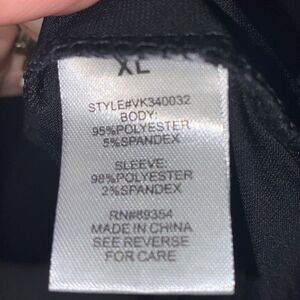 XL
STYLE#VK340032
BODY:
95%POLYESTER
5%SPANDEX
SLEEVE:
98%POLYESTER
2%SPANDEX
RN#89354
MADE IN CHINA
SEE REVERSE
FOR CARE